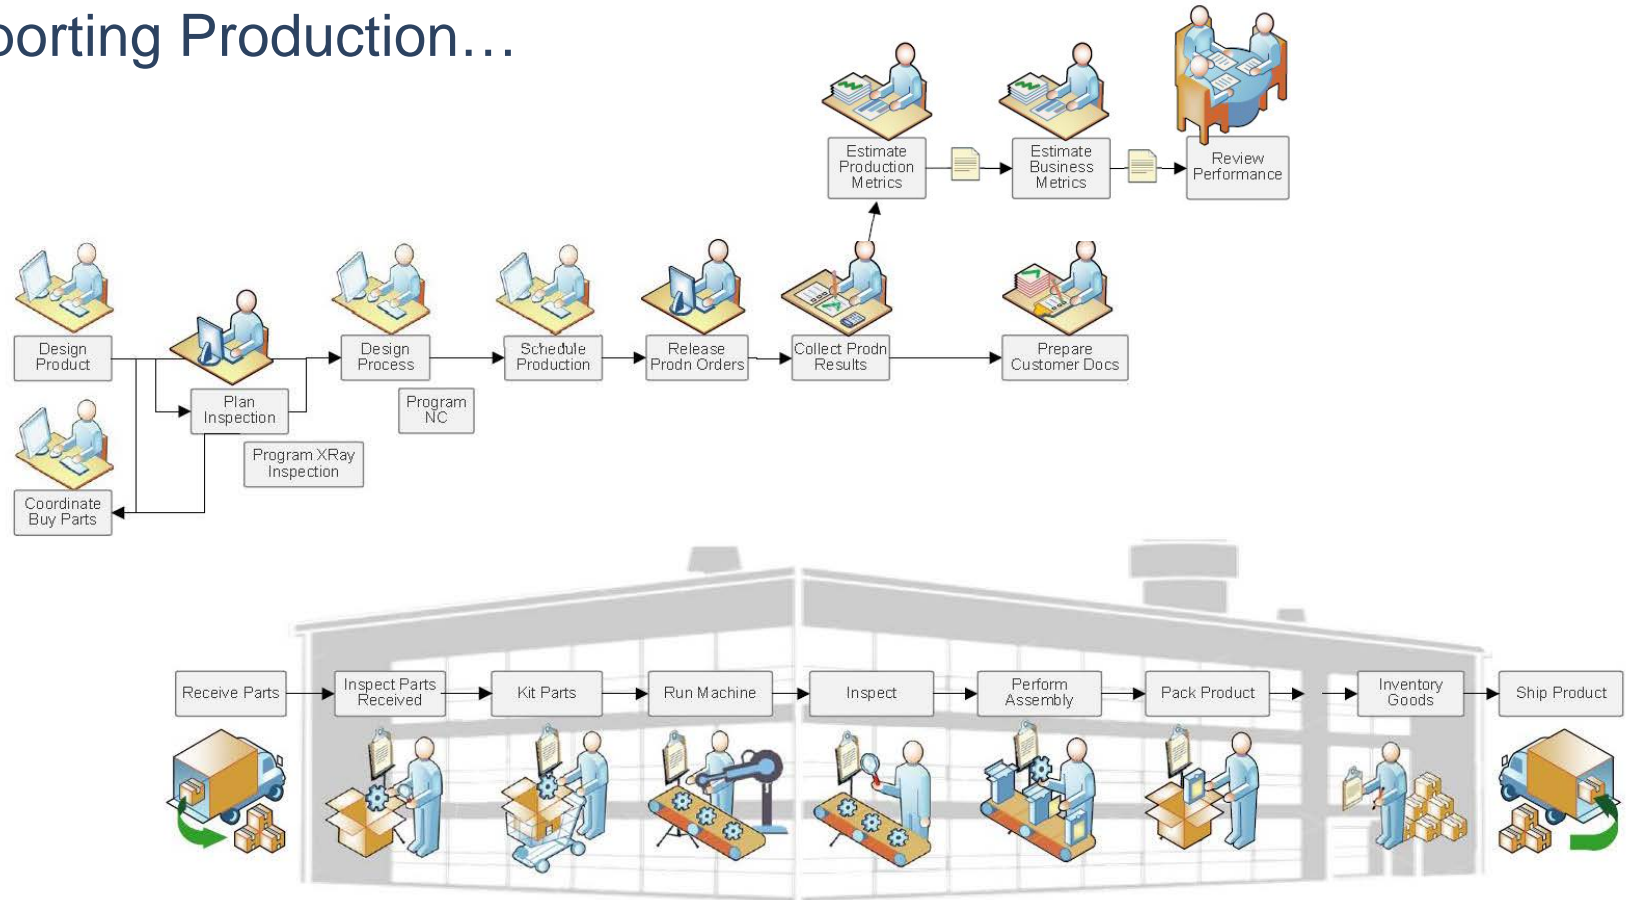 porting Production…
Estimate
Production
Metrics
Estimate
Business
Metrics
Review
Performance
Design
Product
Design
Process
Schedule
Production
Release
Prodn Orders
Collect Prodn
Results
Prepare
Customer Docs
Plan
Inspection
Program
NC
Program XRay
Inspection
Coordinate
Buy Parts
Receive Parts
Inspect Parts
Received
Kit Parts
Run Machine
Inspect
Perform
Assembly
Pack Product
Inventory
Goods
Ship Product